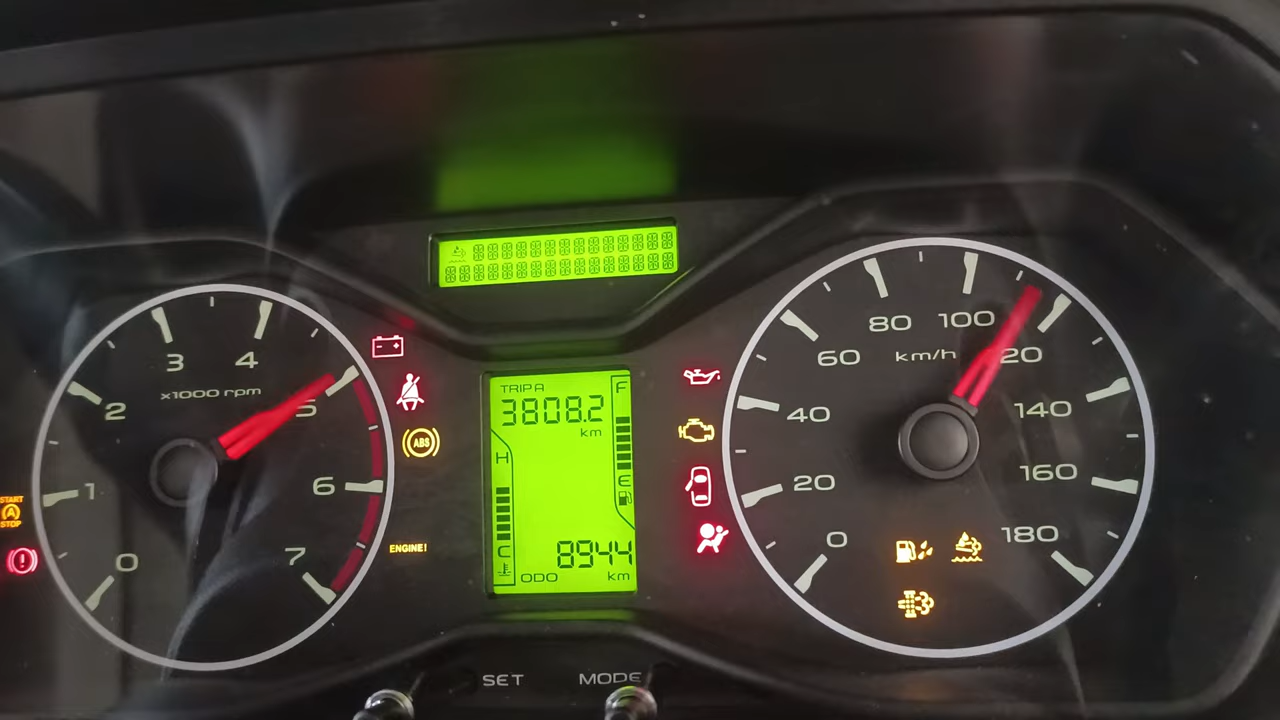 3
4
x1000 rpm
2
5
1
6
0
7
START
A
STOP
ABS
ENGINE!
TRIP A
3808.2
km
F
H
E
C
8944
ODO
km
80
100
60
km/h
20
40
140
20
160
0
180
SET
MODE